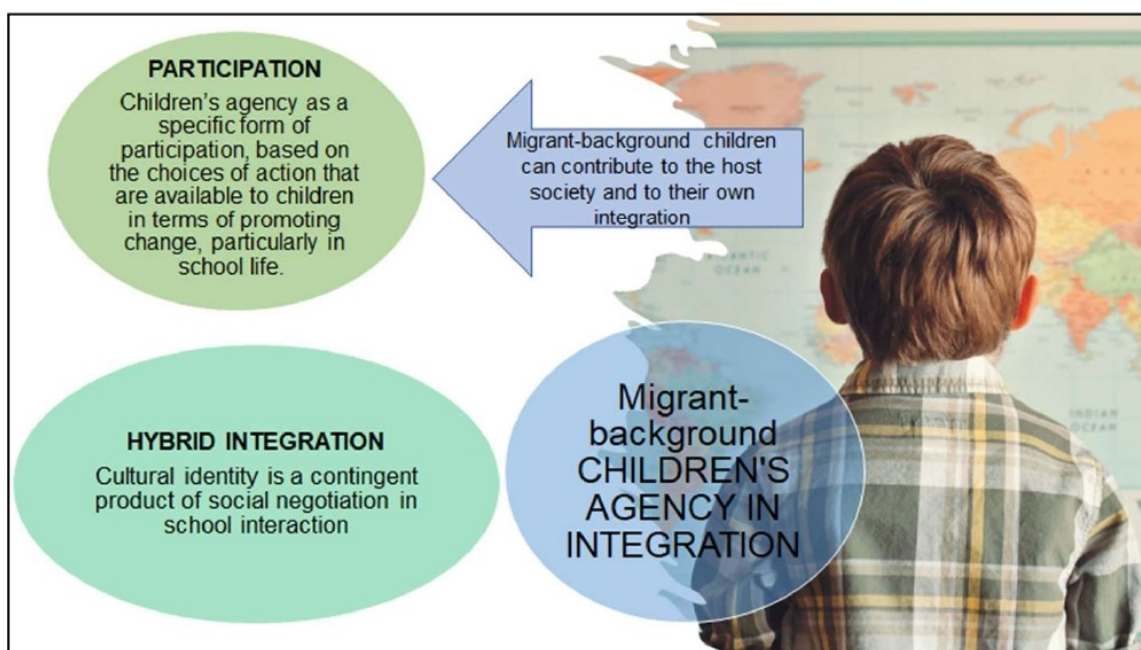 PARTICIPATION
Children's agency as a
specific form of
participation, based on
the choices of action that
are available to children
in terms of promoting
change, particularly in
school life.
Migrant-background children
can contribute to the host
society and to their own
integration
HYBRID INTEGRATION
Cultural identity is a contingent
product of social negotiation in
school interaction
Migrant-
background
CHILDREN'S
AGENCY IN
INTEGRATION
OCEAN
INDIAN
OCEAN